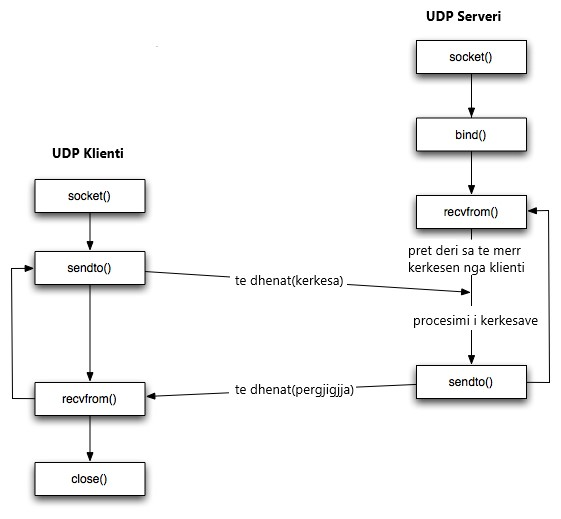 UDP Serveri
socket()
bind()
UDP Klienti
socket()
recvfrom()
pret deri sa te merr
kerkesen nga klienti
sendto()
te dhenat(kerkesa)
procesimi i kerkesave
sendto()
te dhenat(pergjigjja)
recvfrom()
close()